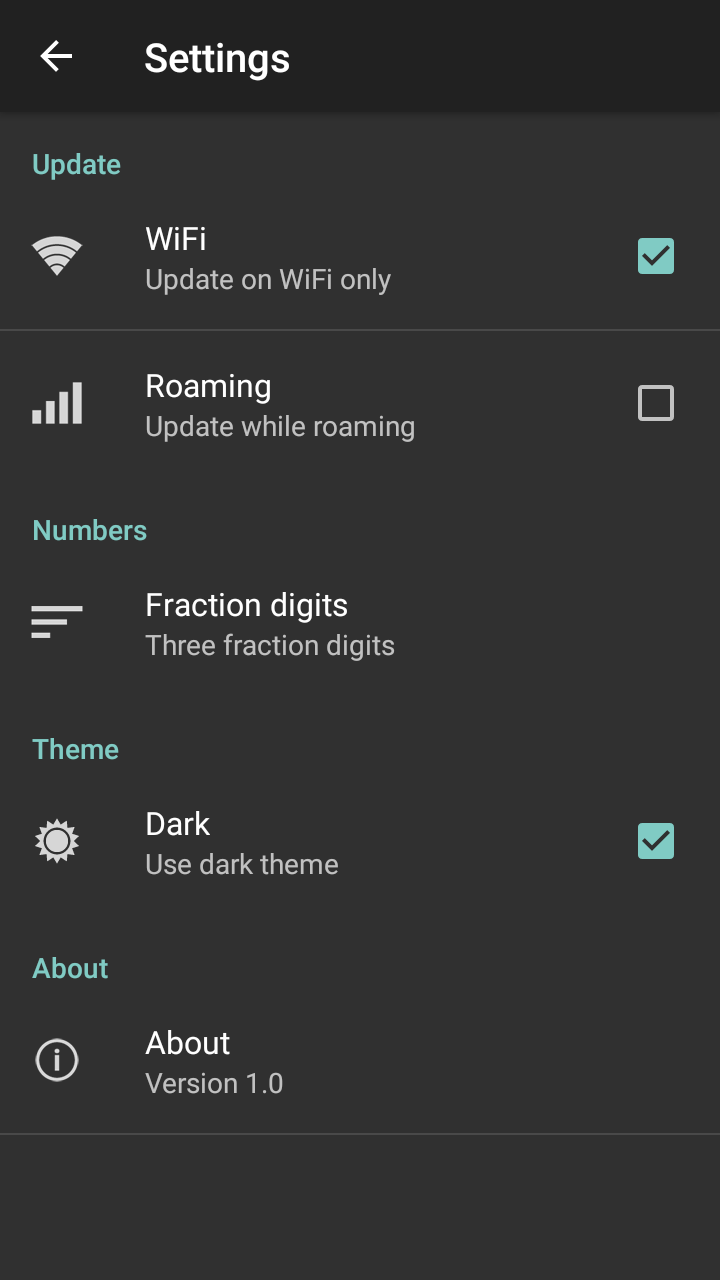 Settings
Update
WiFi
Update on WiFi only
Roaming
Update while roaming
Numbers
Fraction digits
Three fraction digits
Theme
Dark
Use dark theme
About
About
Version 1.0